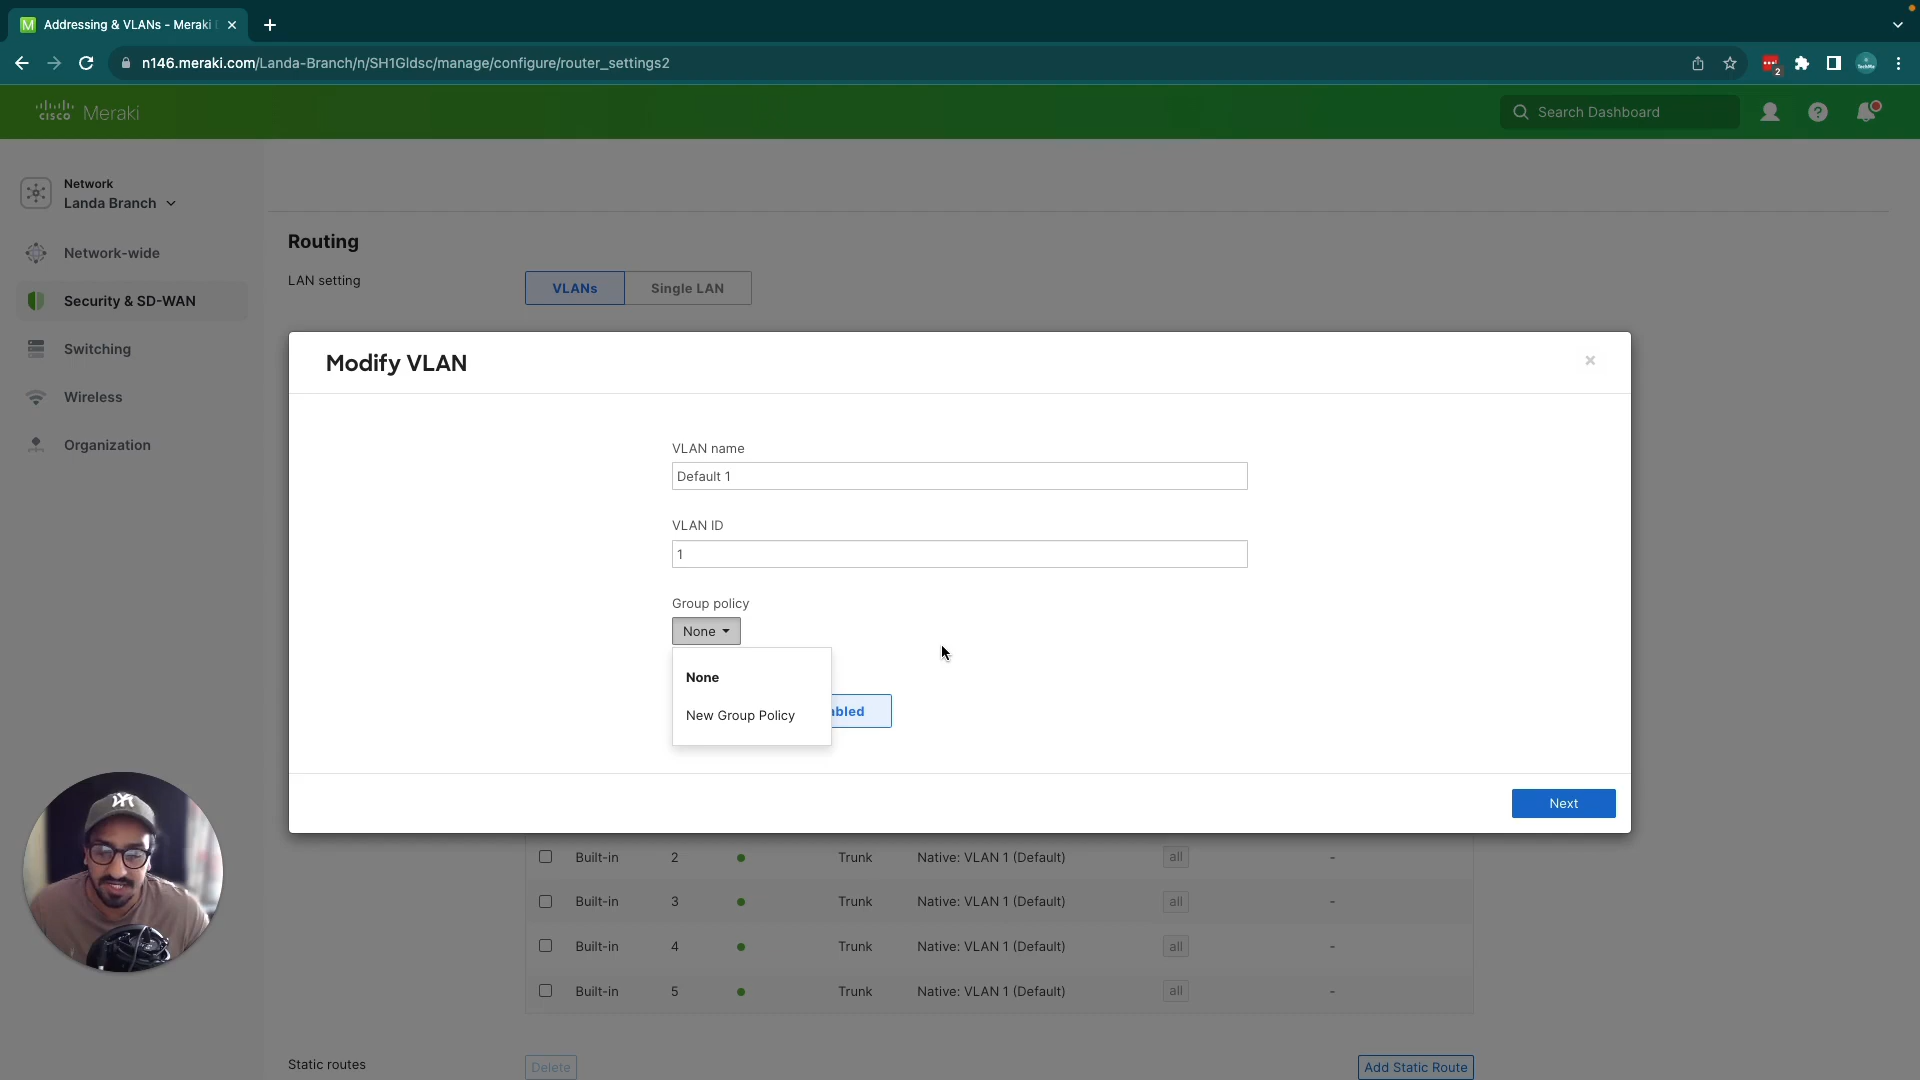 Addressing & VLANs - Meraki
n146.meraki.com/Landa-Branch/n/SH1Gldsc/manage/configure/router_settings2
2
TechMe
cisco Meraki
Search Dashboard
Network
Landa Branch
Network-wide
Security & SD-WAN
Switching
Wireless
Organization
Routing
LAN setting
VLANs
Single LAN
Modify VLAN
×
VLAN name
Default 1
VLAN ID
1
Group policy
None
None
New Group Policy
abled
Next
Built-in 2 Trunk Native: VLAN 1 (Default) all -
Built-in 3 Trunk Native: VLAN 1 (Default) all -
Built-in 4 Trunk Native: VLAN 1 (Default) all -
Built-in 5 Trunk Native: VLAN 1 (Default) all -
Static routes
Delete
Add Static Route